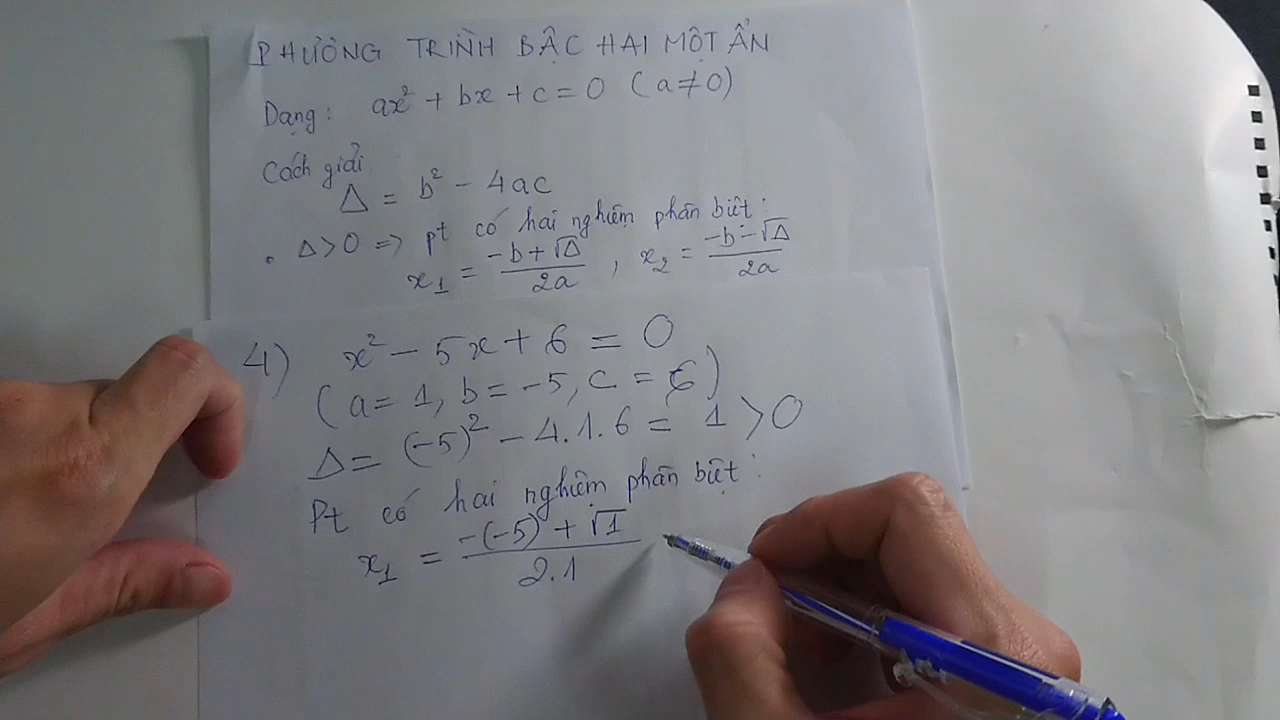 PHƯƠNG TRÌNH BẬC HAI MỘT ẨN
Dạng: ax² + bx + c = 0 (a ≠ 0)
Cách giải
Δ = b² - 4ac
• Δ > 0 => pt có hai nghiệm phân biệt:
x₁ = (-b + √Δ)/2a , x₂ = (-b - √Δ)/2a
4) x² - 5x + 6 = 0
(a = 1, b = -5, c = 6)
Δ = (-5)² - 4.1.6 = 1 > 0
Pt có hai nghiệm phân biệt:
x₁ = (-(-5) + √1)/2.1